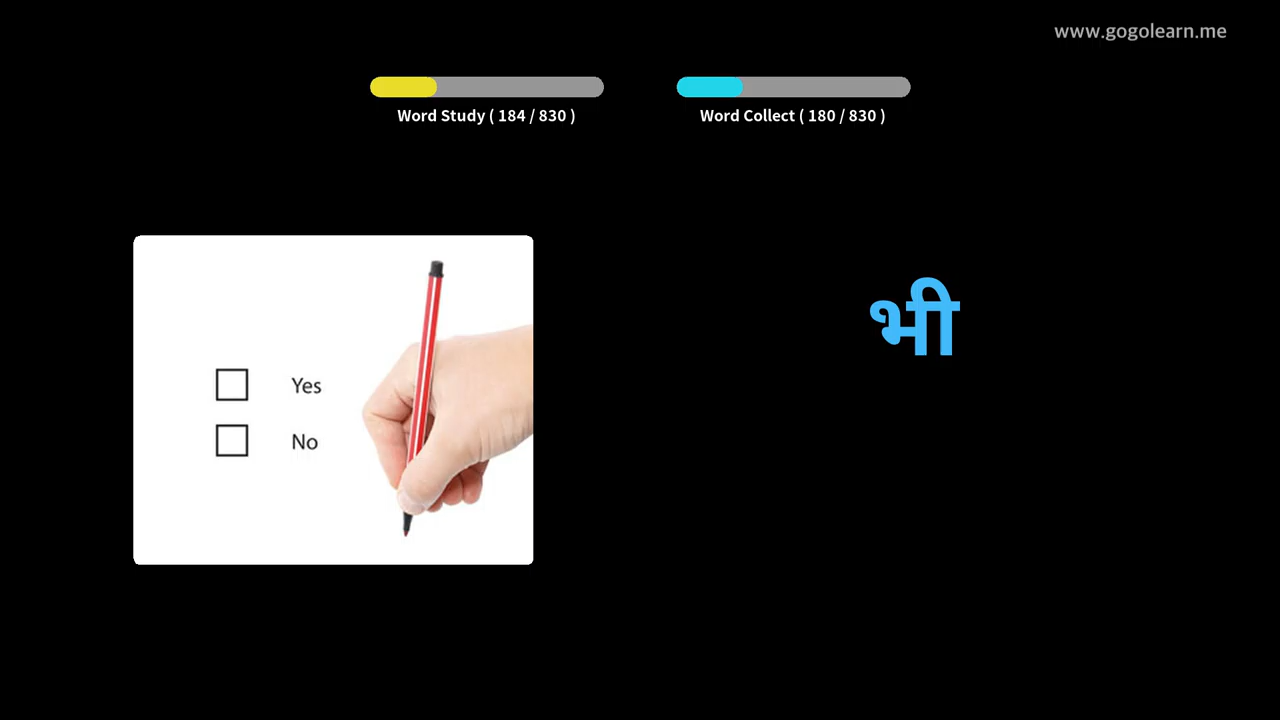 www.gogolearn.me
Word Study ( 184 / 830 )
Word Collect ( 180 / 830 )
भी
Yes
No